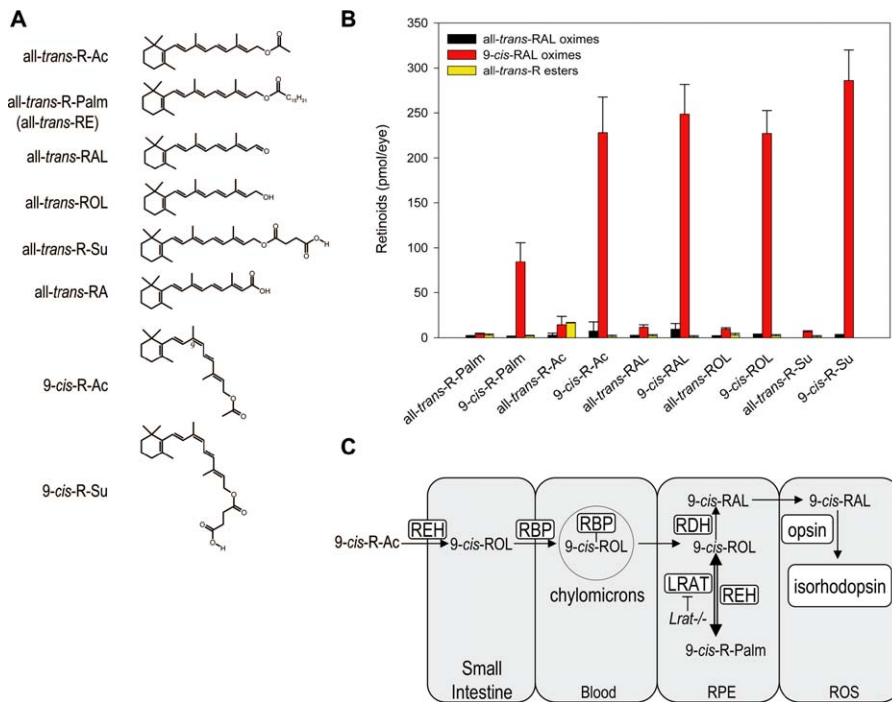 A
all-trans-R-Ac
all-trans-R-Palm
(all-trans-RE)
all-trans-RAL
all-trans-ROL
all-trans-R-Su
all-trans-RA
9-cis-R-Ac
9-cis-R-Su
O
O
O
O
C15H31
O
OH
O
O
O
O
H
O
OH
9
O
O
O
O
O
O
H
B
all-trans-RAL oximes
9-cis-RAL oximes
all-trans-R esters
Retinoids (pmol/eye)
350
300
250
200
150
100
50
0
all-trans-R-Palm
9-cis-R-Palm
all-trans-R-Ac
9-cis-R-Ac
all-trans-RAL
9-cis-RAL
all-trans-ROL
9-cis-ROL
all-trans-R-Su
9-cis-R-Su
C
9-cis-R-Ac
REH
9-cis-ROL
RBP
RBP
9-cis-ROL
chylomicrons
9-cis-RAL
RDH
9-cis-ROL
LRAT
REH
Lrat-/-
9-cis-R-Palm
9-cis-RAL
opsin
isorhodopsin
Small
Intestine
Blood
RPE
ROS